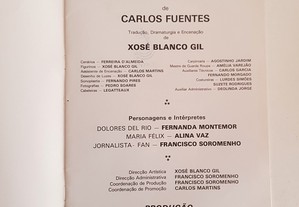 de
CARLOS FUENTES
Tradução, Dramaturgia e Encenação
de
XOSÉ BLANCO GIL
Cenários - FERREIRA D'ALMEIDA
Figurinos - XOSÉ BLANCO GIL
Assistente de Encenação - CARLOS MARTINS
Desenho de Luzes - XOSÉ BLANCO GIL
Sonoplastia - FERNANDO PIRES
Fotografias - PEDRO SOARES
Cabeleiras - LEGATTEAUX
Carpinteiro - AGOSTINHO JARDIM
Mestra de Guarda Roupa - AMÉLIA VARÊJÃO
Auxiliares Técnicos - CARLOS GARCIA
FERNANDO MORGADO
Costureiras - LURDES SIMÕES
SUZETE RODRIGUES
Auxiliar Administrativo - DEOLINDA JORGE
Personagens e Intérpretes
DOLORES DEL RIO - FERNANDA MONTEMOR
MARIA FÉLIX - ALINA VAZ
JORNALISTA - FAN - FRANCISCO SOROMENHO
Direcção Artística XOSÉ BLANCO GIL
Direcção Administrativa FRANCISCO SOROMENHO
Coordenação de Produção FRANCISCO SOROMENHO
Coordenação de Promoção CARLOS MARTINS
PRODUÇÃO